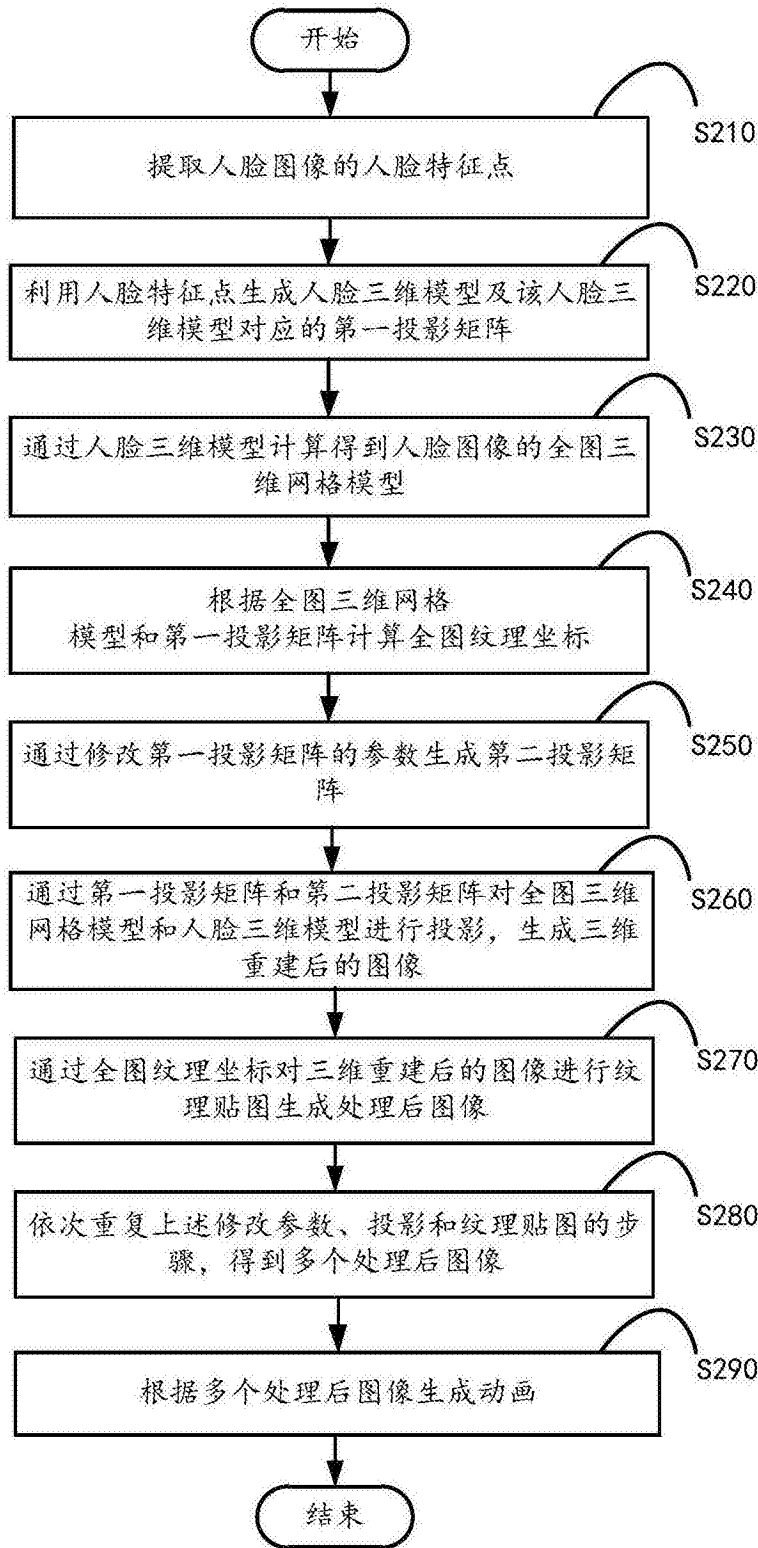 开始
S210
提取人脸图像的人脸特征点
S220
利用人脸特征点生成人脸三维模型及该人脸三
维模型对应的第一投影矩阵
S230
通过人脸三维模型计算得到人脸图像的全图三
维网格模型
S240
根据全图三维网格
模型和第一投影矩阵计算全图纹理坐标
S250
通过修改第一投影矩阵的参数生成第二投影矩
阵
S260
通过第一投影矩阵和第二投影矩阵对全图三维
网格模型和人脸三维模型进行投影，生成三维
重建后的图像
S270
通过全图纹理坐标对三维重建后的图像进行纹
理贴图生成处理后图像
S280
依次重复上述修改参数、投影和纹理贴图的步
骤，得到多个处理后图像
S290
根据多个处理后图像生成动画
结束